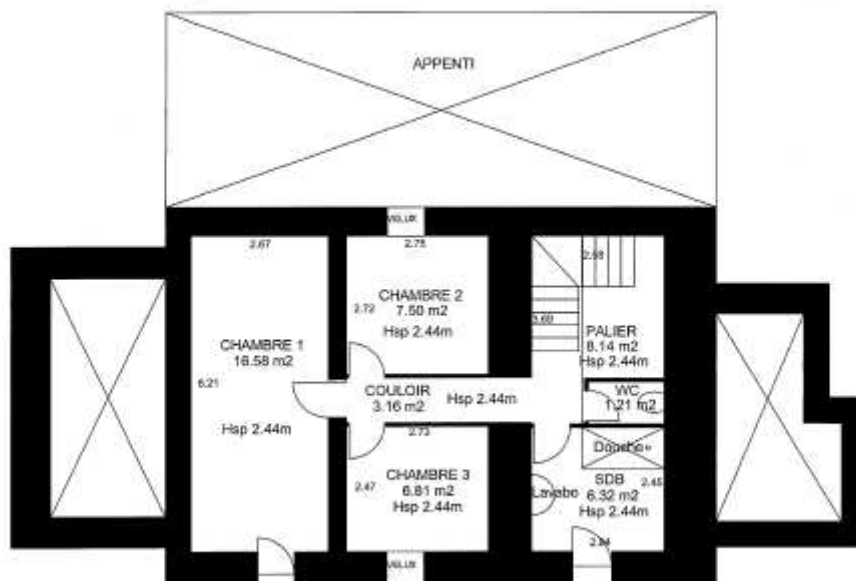 APPENTI
VELUX
2.67
2.75
2.58
CHAMBRE 2
7.50 m2
2.72
Hsp 2.44m
3.69
PALIER
8.14 m2
Hsp 2.44m
CHAMBRE 1
16.58 m2
6.21
Hsp 2.44m
COULOIR
3.16 m2
Hsp 2.44m
WC
1.21 m2
2.73
CHAMBRE 3
6.81 m2
Hsp 2.44m
2.47
Douche
SDB
2.45
6.32 m2
Hsp 2.44m
Lavabo
VELUX